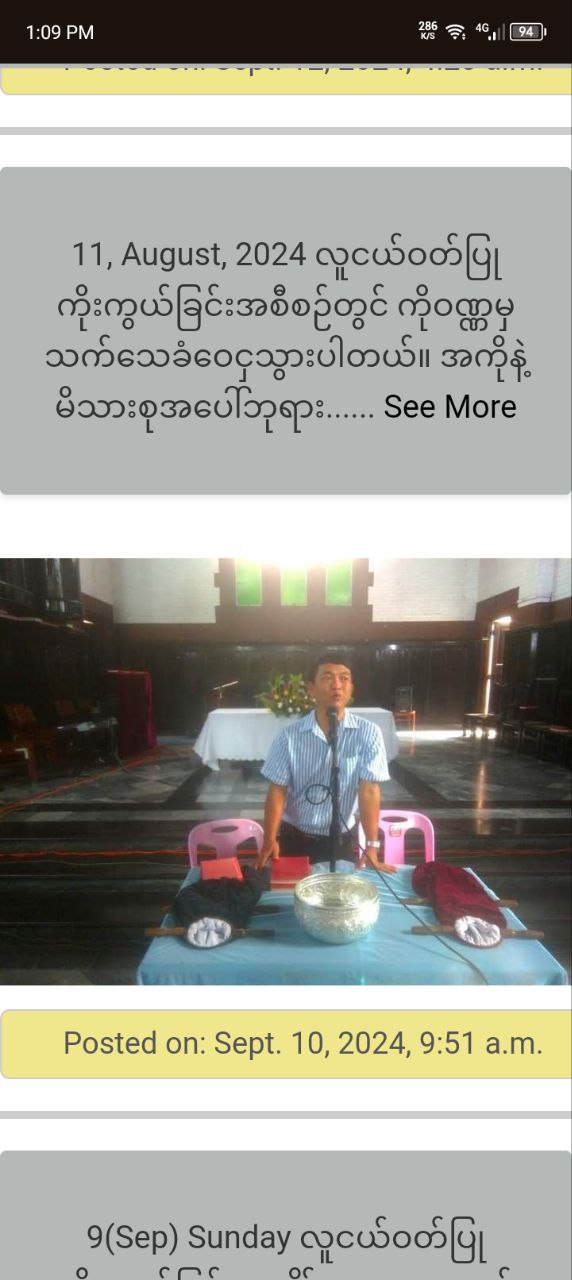 1:09 PM
286
K/S
4G
94
11, August, 2024 လူငယ်ဝတ်ပြု
ကိုးကွယ်ခြင်းအစီစဉ်တွင် ကိုဝဏ္ဏမှ
သက်သေခံဝေငှသွားပါတယ်။ အကိုနဲ့
မိသားစုအပေါ်ဘုရား...... See More
Posted on: Sept. 10, 2024, 9:51 a.m.
9(Sep) Sunday လူငယ်ဝတ်ပြု